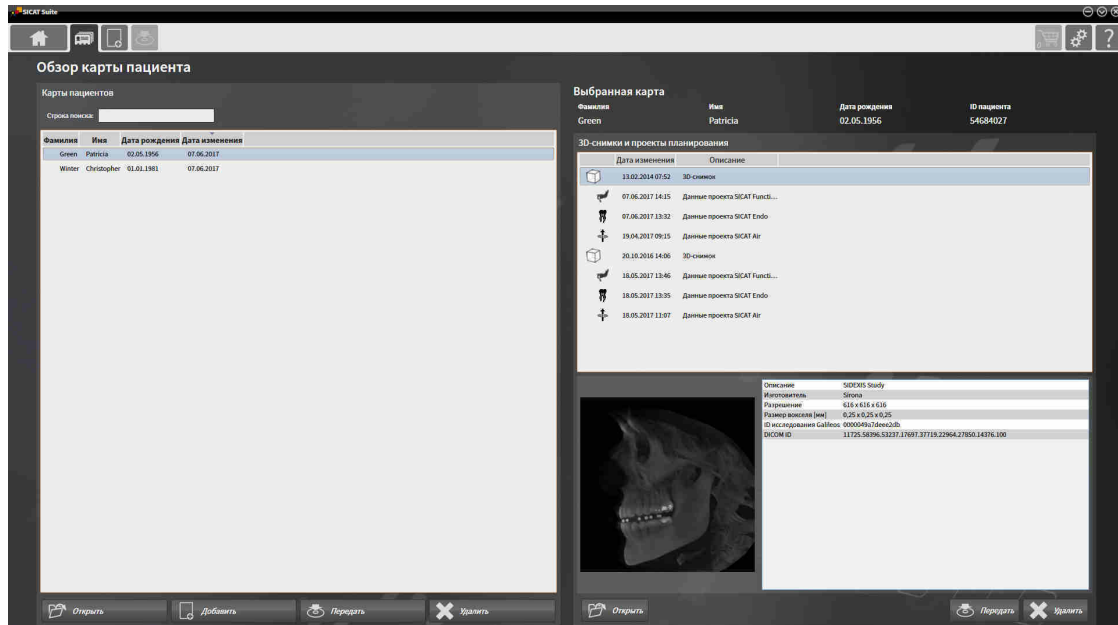 SICAT Suite
Обзор карты пациента
Карты пациентов
Строка поиска:
Фамилия Имя Дата рождения Дата изменения
Green Patricia 02.05.1956 07.06.2017
Winter Christopher 01.01.1981 07.06.2017
Открыть Добавить Передать Удалить
Выбранная карта
Фамилия Имя Дата рождения ID пациента
Green Patricia 02.05.1956 54684027
3D-снимки и проекты планирования
Дата изменения Описание
13.02.2014 07:52 3D-снимок
07.06.2017 14:15 Данные проекта SICAT Functi....
07.06.2017 13:32 Данные проекта SICAT Endo
19.04.2017 09:15 Данные проекта SICAT Air
20.10.2016 14:06 3D-снимок
18.05.2017 13:46 Данные проекта SICAT Functi....
18.05.2017 13:35 Данные проекта SICAT Endo
18.05.2017 11:07 Данные проекта SICAT Air
Описание SIDEXIS Study
Изготовитель Sirona
Разрешение 616 x 616 x 616
Размер вокселя [мм] 0,25 x 0,25 x 0,25
ID исследования Galileos 0000049a7deee2db
DICOM ID 11725.58396.53237.17697.37719.22964.27850.14376.100
Открыть Передать Удалить